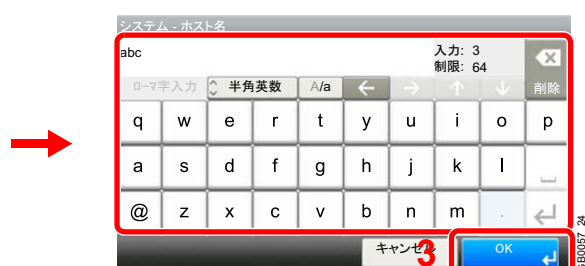 システム - ホスト名
abc
入力: 3
制限: 64
ローマ字入力 半角英数 A/a ← → ↑ ↓ 削除
q w e r t y u i o p
a s d f g h j k l
@ z x c v b n m .
キャンセル 3 OK
GB0057_24